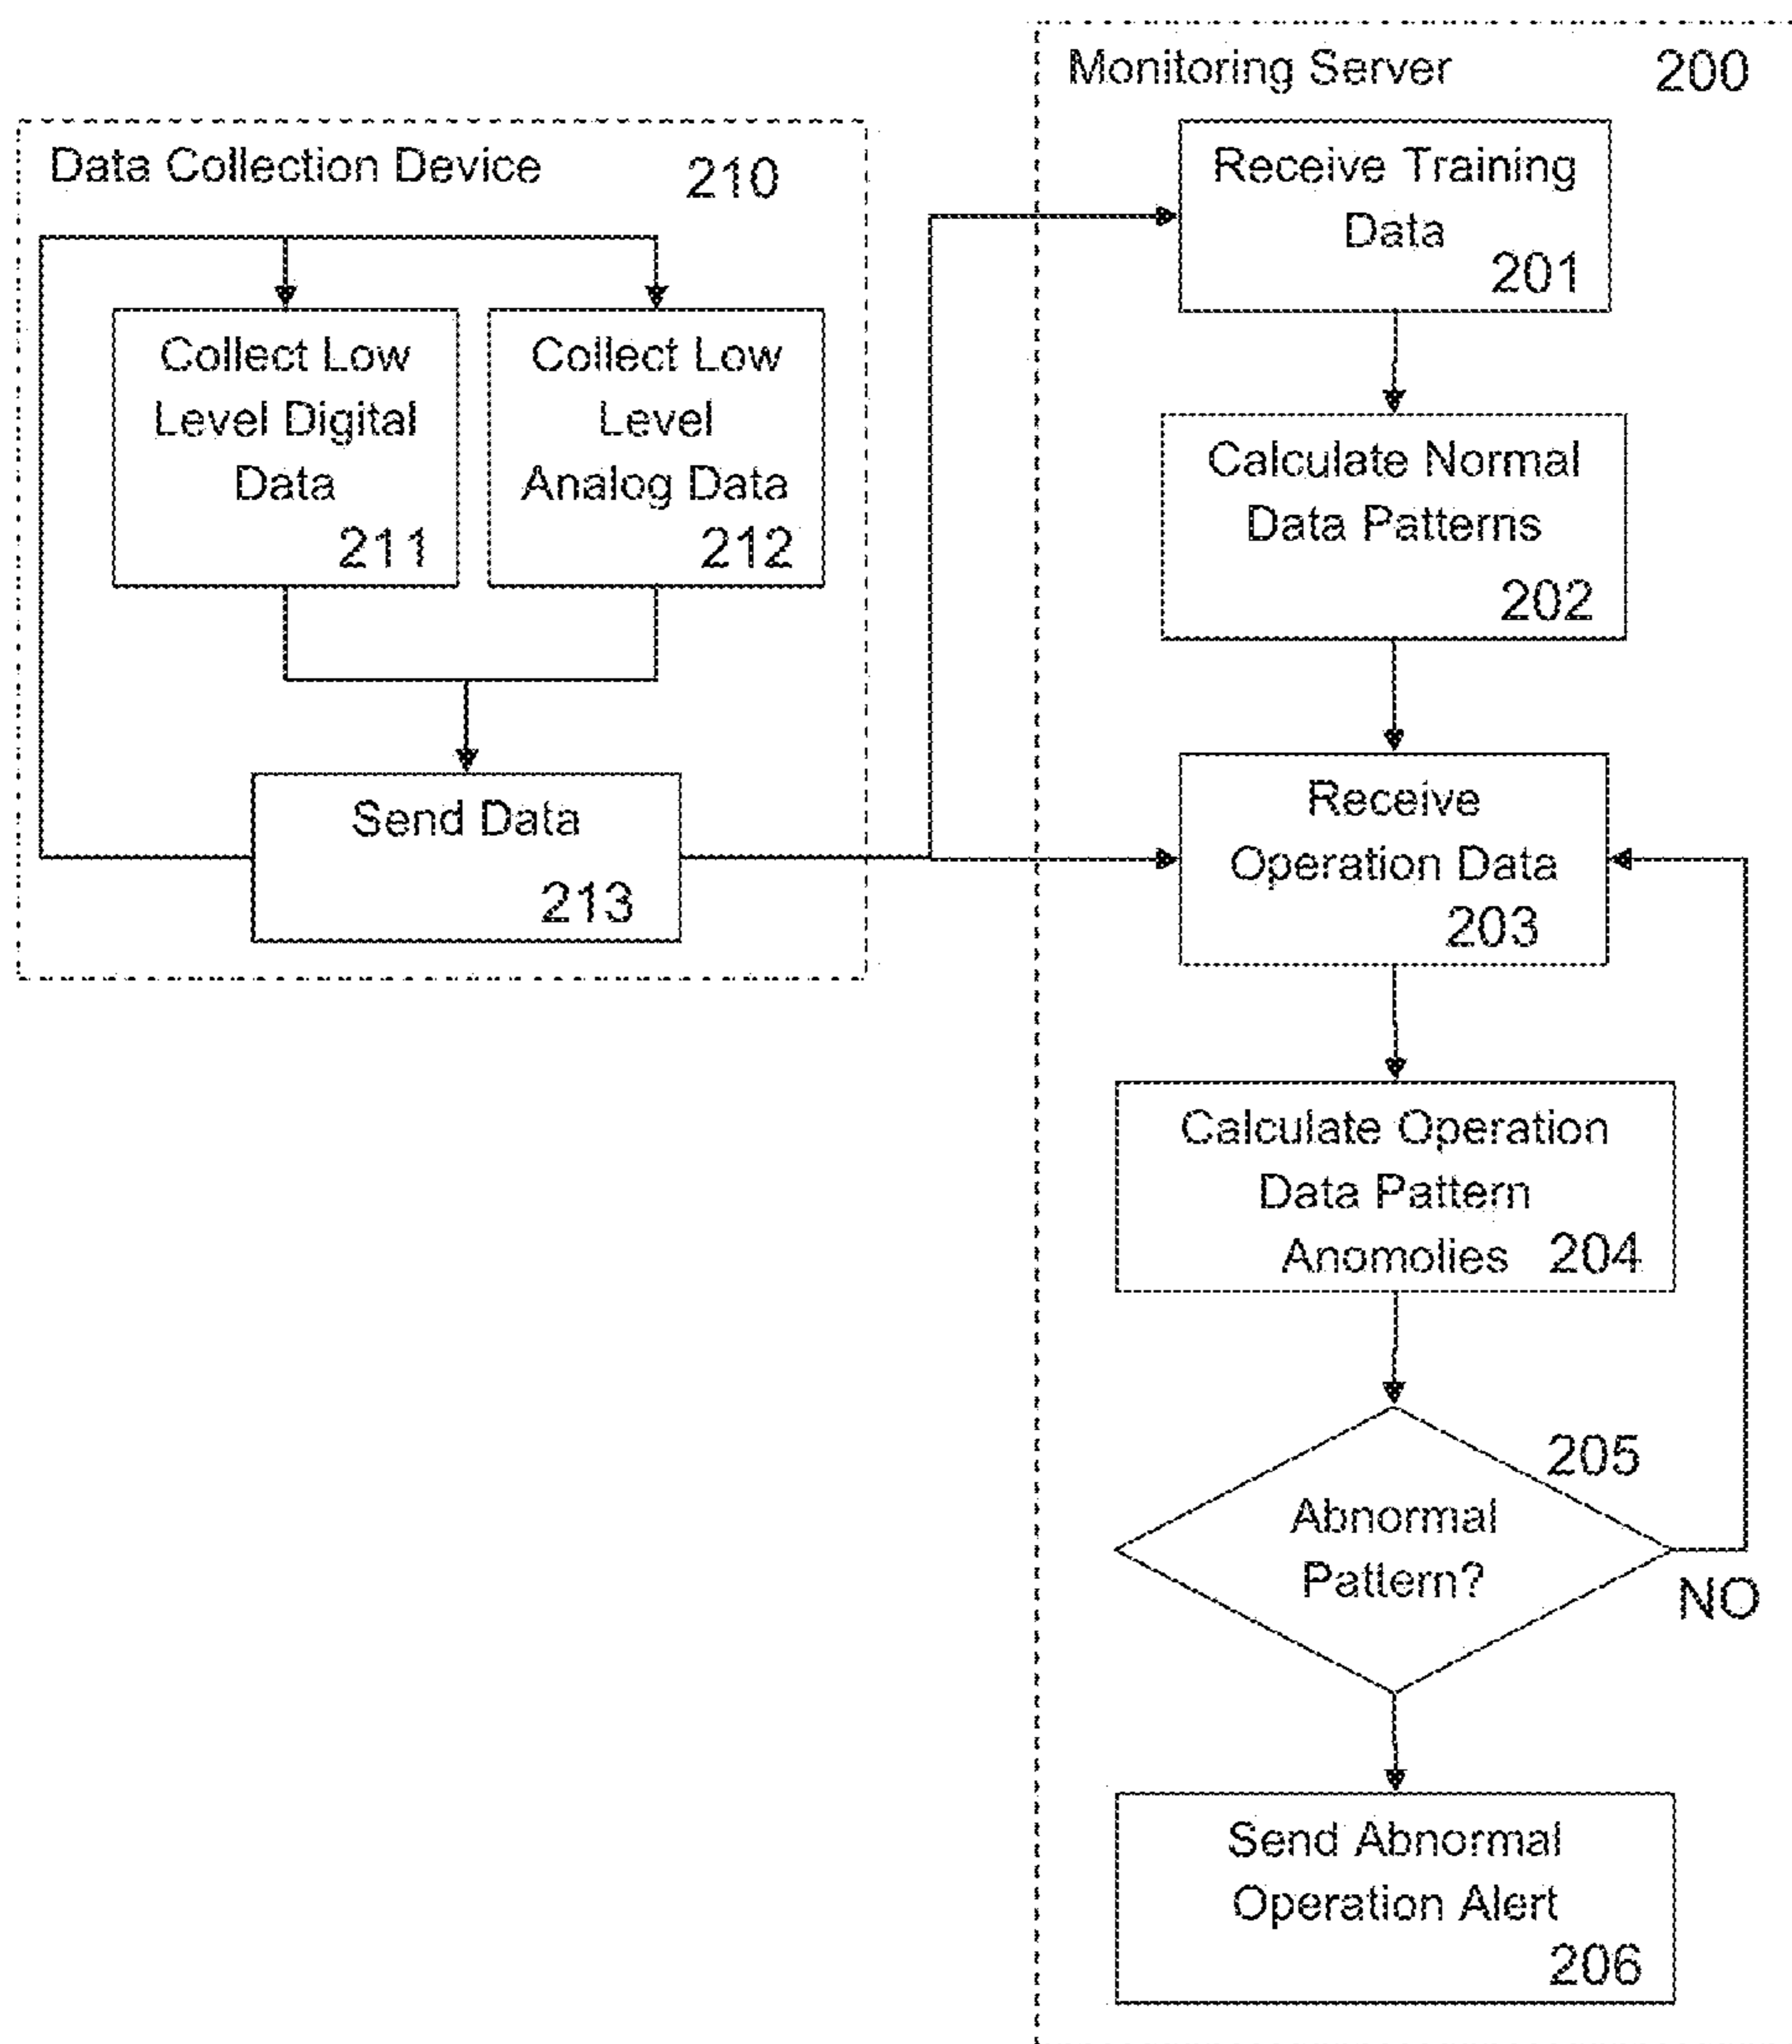 Monitoring Server 200
Data Collection Device 210
Collect Low
Level Digital
Data
211
Collect Low
Level
Analog Data
212
Send Data
213
Receive Training
Data
201
Calculate Normal
Data Patterns
202
Receive
Operation Data
203
Calculate Operation
Data Pattern
Anomolies 204
205
Abnormal
Pattern?
NO
Send Abnormal
Operation Alert
206